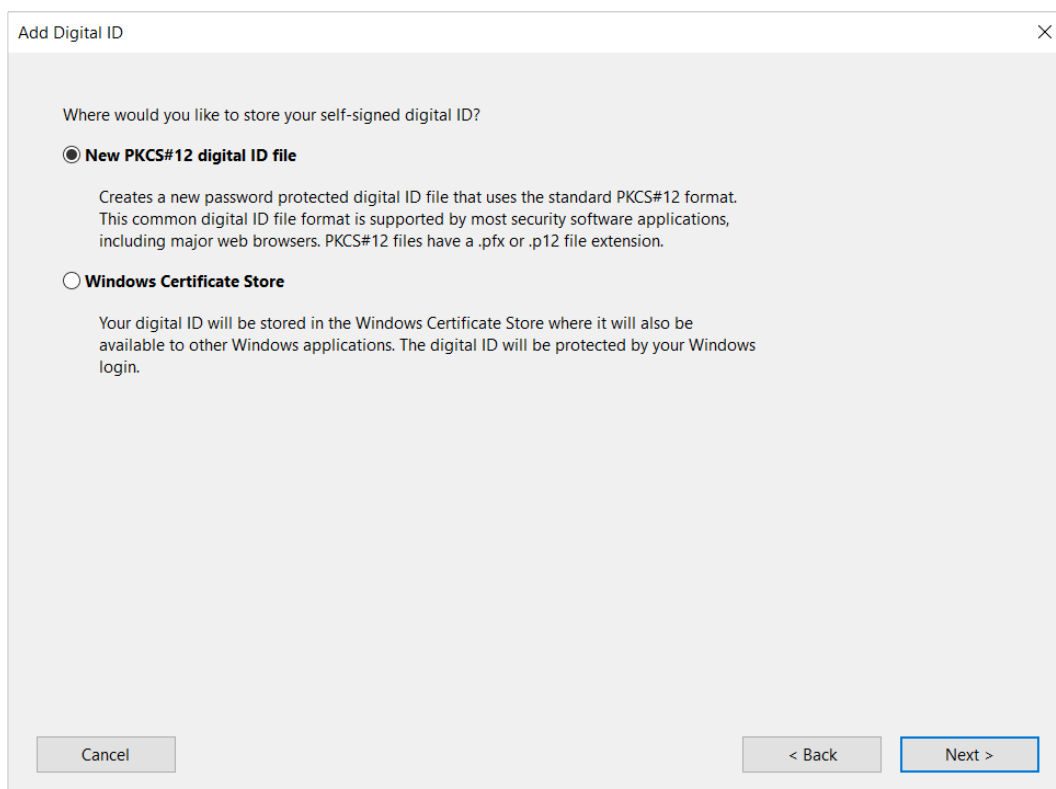 Add Digital ID
Where would you like to store your self-signed digital ID?
New PKCS#12 digital ID file
Creates a new password protected digital ID file that uses the standard PKCS#12 format.
This common digital ID file format is supported by most security software applications,
including major web browsers. PKCS#12 files have a .pfx or .p12 file extension.
Windows Certificate Store
Your digital ID will be stored in the Windows Certificate Store where it will also be
available to other Windows applications. The digital ID will be protected by your Windows
login.
Cancel
< Back
Next >